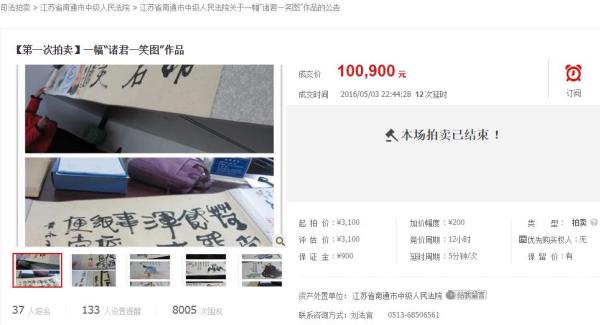 司法拍卖 > 江苏省南通市中级人民法院 > 江苏省南通市中级人民法院关于一幅“诸君一笑图”作品的公告
【第一次拍卖】一幅“诸君一笑图”作品
成交价 100,900 元
成交时间 2016/05/03 22:44:28 12次延时
订阅
本场拍卖已结束 !
起 拍 价 : ¥3,100 加价幅度 : ¥200 类 型 : 拍卖
评 估 价 : ¥3,100 竞价周期 : 12小时 优先购买权人 : 无
保 证 金 : ¥900 延时周期 : 5分钟/次 保 留 价 : 有
37 人报名 133 人设置提醒 8005 次围观
资产处置单位 : 江苏省南通市中级人民法院 给我留言
联系咨询方式 : 刘法官 0513-68506561